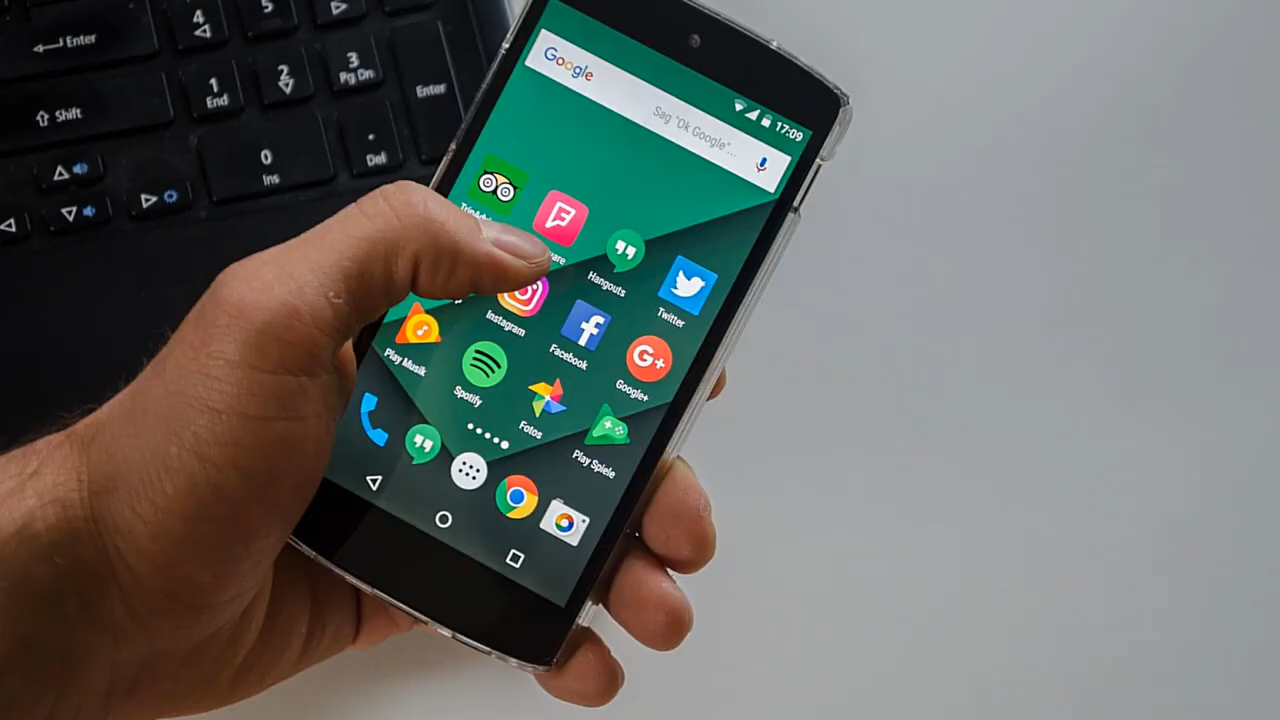 Google
Sag "Ok Google"...
17:09
Hangouts
Twitter
Instagram
Facebook
Google+
G+
Play Musik
Spotify
Fotos
Play Spiele
4
5
Enter
1
End
2
3
Pg Dn
Enter
Shift
0
Ins
.
Del